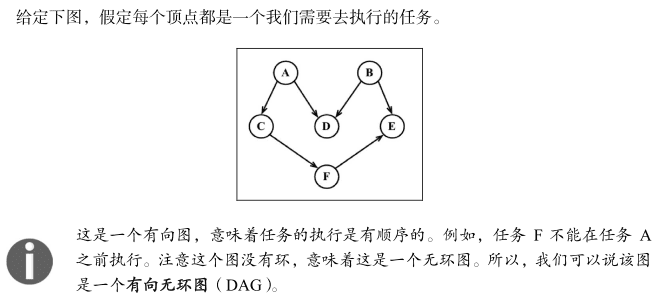 给定下图，假定每个顶点都是一个我们需要去执行的任务。
A B
C D E
F
这是一个有向图，意味着任务的执行是有顺序的。例如，任务 F 不能在任务 A
之前执行。注意这个图没有环，意味着这是一个无环图。所以，我们可以说该图
是一个有向无环图（DAG）。